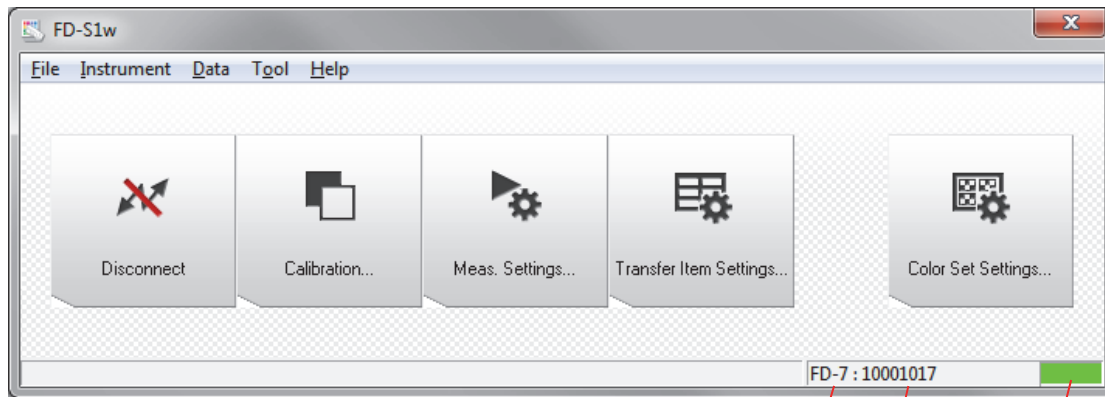 FD-S1w
File Instrument Data Tool Help
Disconnect Calibration... Meas. Settings... Transfer Item Settings... Color Set Settings...
FD-7 : 10001017